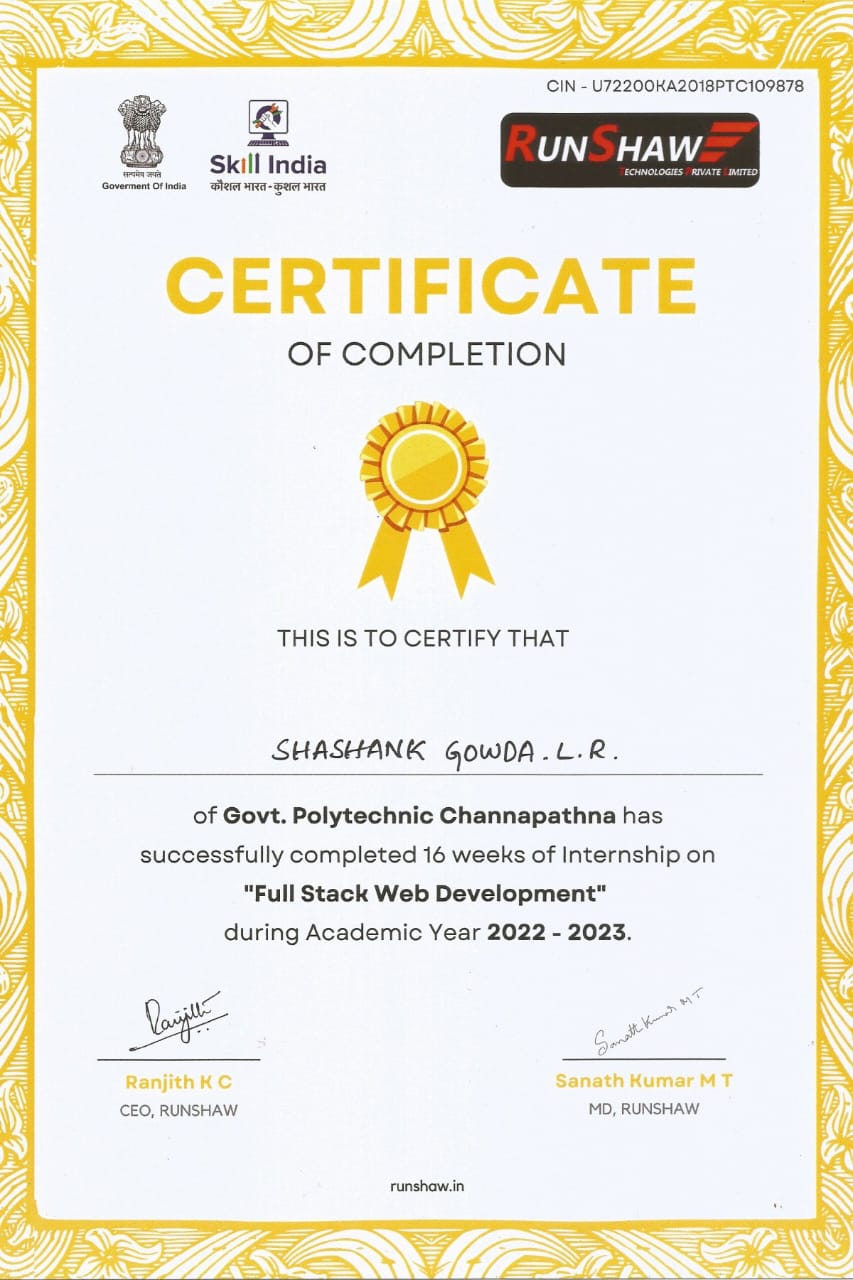 CIN - U72200KA2018PTC109878
सत्यमेव जयते
Goverment Of India
Skill India
कौशल भारत - कुशल भारत
RUNSHAW
TECHNOLOGIES PRIVATE LIMITED
CERTIFICATE
OF COMPLETION
THIS IS TO CERTIFY THAT
SHASHANK GOWDA . L . R .
of Govt. Polytechnic Channapathna has
successfully completed 16 weeks of Internship on
"Full Stack Web Development"
during Academic Year 2022 - 2023.
Ranjith
Sanath Kumar M T
Ranjith K C
Sanath Kumar M T
CEO, RUNSHAW
MD, RUNSHAW
runshaw.in